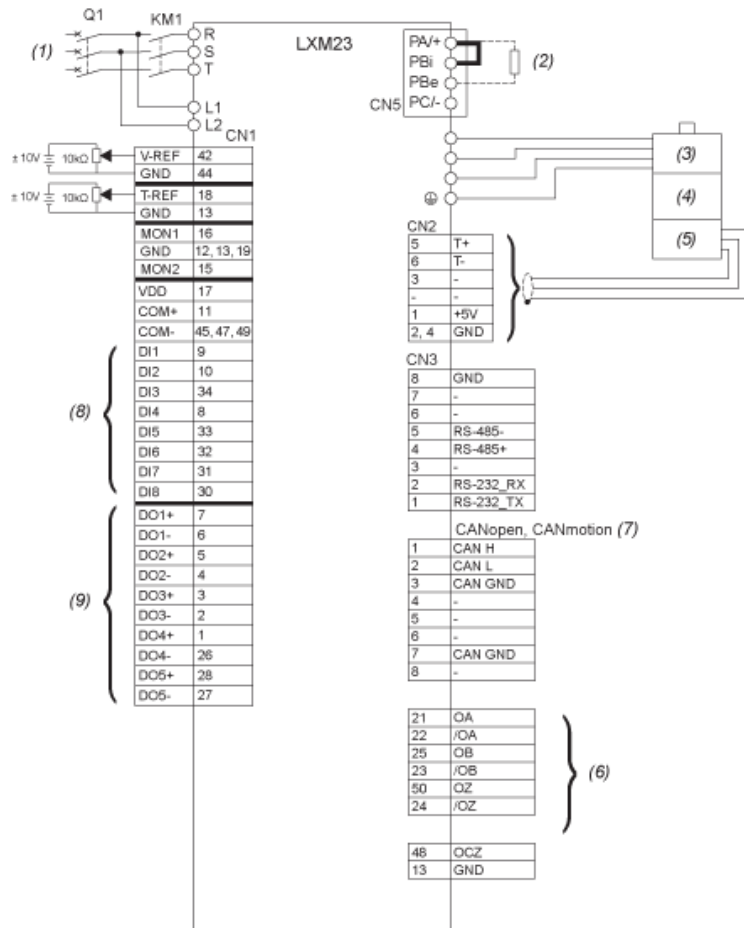 Q1
KM1
(1)
R
S
T
L1
L2
LXM23
PA/+
PBi
PBe
PC/-
CN5
(2)
(3)
(4)
(5)
CN1
± 10V 10kΩ V-REF 42
GND 44
± 10V 10kΩ T-REF 18
GND 13
MON1 16
GND 12, 13, 19
MON2 15
VDD 17
COM+ 11
COM- 45, 47, 49
(8)
DI1 9
DI2 10
DI3 34
DI4 8
DI5 33
DI6 32
DI7 31
DI8 30
(9)
DO1+ 7
DO1- 6
DO2+ 5
DO2- 4
DO3+ 3
DO3- 2
DO4+ 1
DO4- 26
DO5+ 28
DO5- 27
CN2
5 T+
6 T-
3 -
- -
1 +5V
2, 4 GND
CN3
8 GND
7 -
6 -
5 RS-485-
4 RS-485+
3 -
2 RS-232_RX
1 RS-232_TX
CANopen, CANmotion (7)
1 CAN H
2 CAN L
3 CAN GND
4 -
5 -
6 -
7 CAN GND
8 -
21 OA
22 /OA
25 OB
23 /OB
50 OZ
24 /OZ
(6)
48 OCZ
13 GND